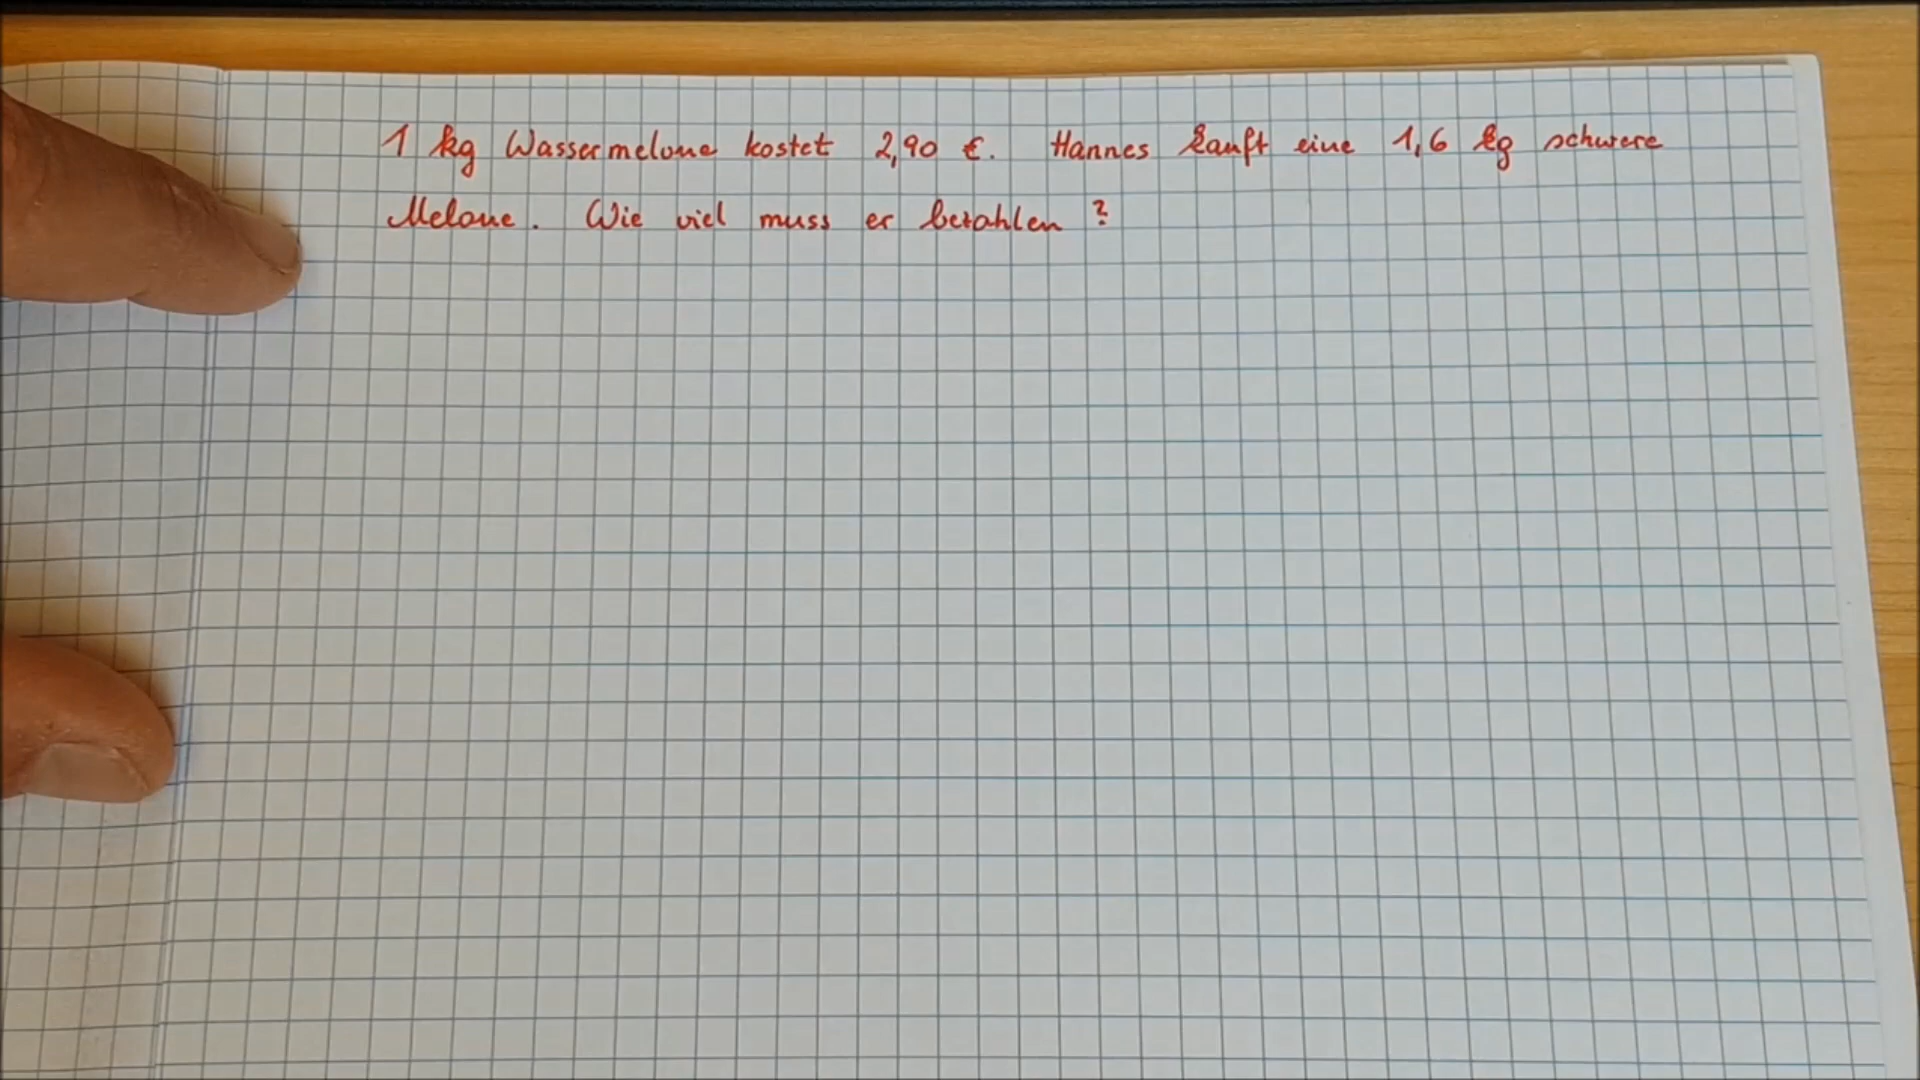 1 kg Wassermelone kostet 2,90 €. Hannes kauft eine 1,6 kg schwere
Melone. Wie viel muss er bezahlen ?